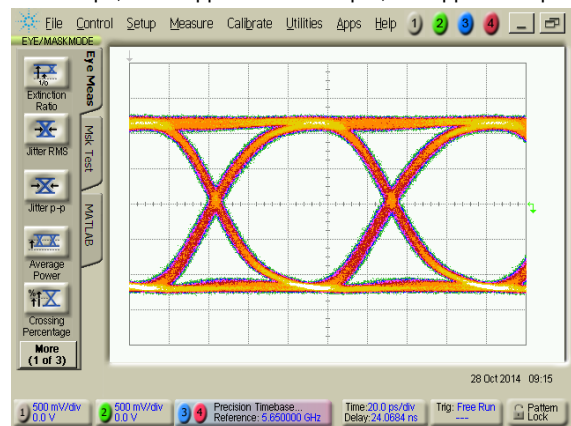 File Control Setup Measure Calibrate Utilities Apps Help 1 2 3 4
EYE/MASK MODE
Eye Meas
Msk Test
MATLAB
1/0
Extinction
Ratio
Jitter RMS
Jitter p-p
Average
Power
Crossing
Percentage
More
(1 of 3)
28 Oct 2014 09:15
1 500 mV/div
0.0 V
2 500 mV/div
0.0 V
3 4 Precision Timebase...
Reference: 5.650000 GHz
Time:20.0 ps/div
Delay:24.0684 ns
Trig: Free Run
---
Pattern
Lock